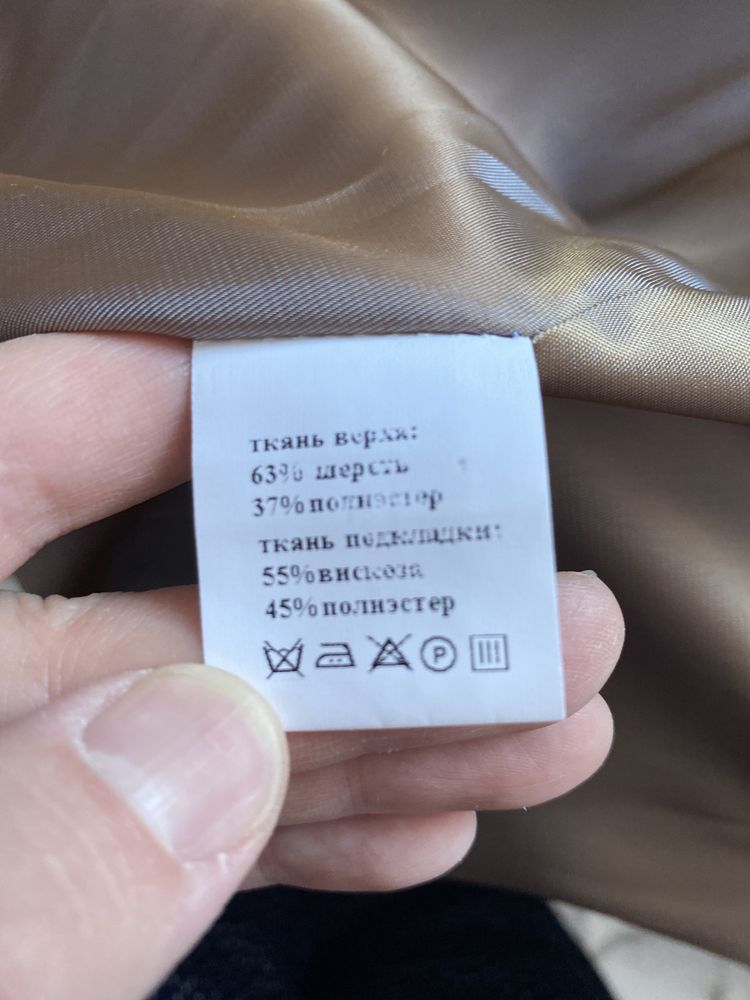 ткань верха:
63% шерсть
37%полиэстер
ткань подкладки:
55%вискоза
45%полиэстер
P